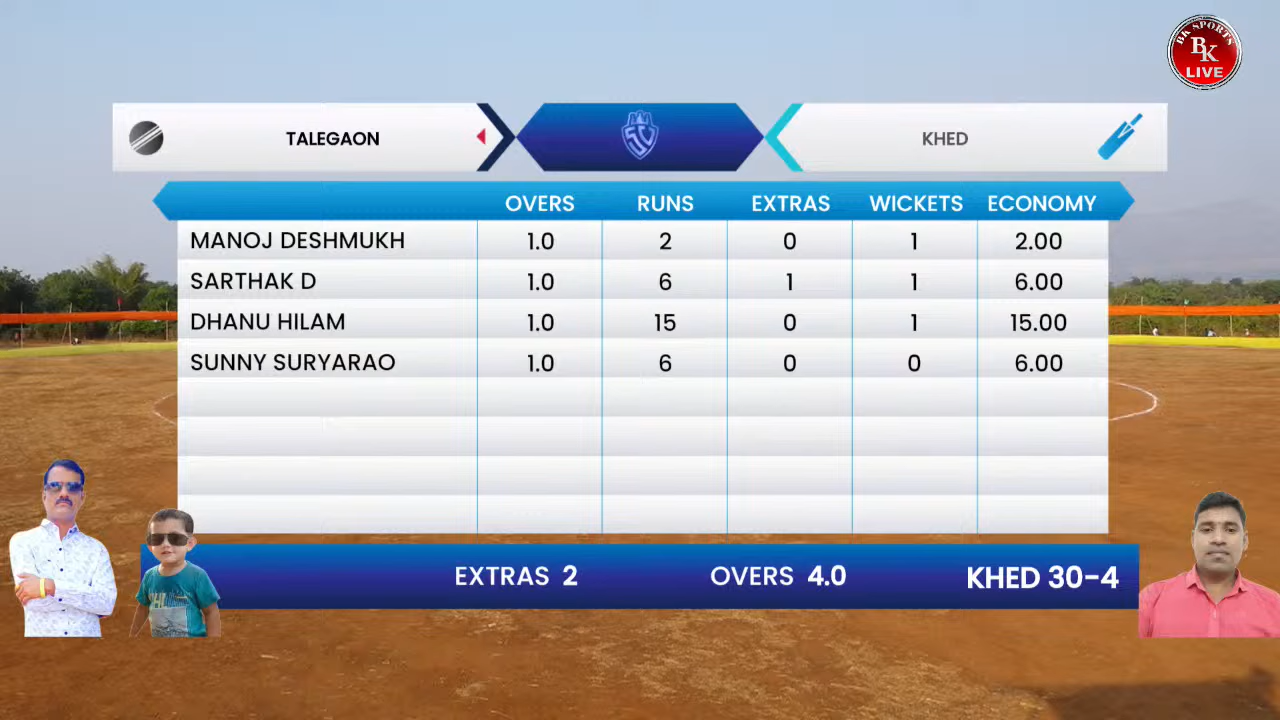 BK SPORTS
BK
LIVE
TALEGAON
KHED
OVERS RUNS EXTRAS WICKETS ECONOMY
MANOJ DESHMUKH 1.0 2 0 1 2.00
SARTHAK D 1.0 6 1 1 6.00
DHANU HILAM 1.0 15 0 1 15.00
SUNNY SURYARAO 1.0 6 0 0 6.00
EXTRAS 2 OVERS 4.0 KHED 30-4